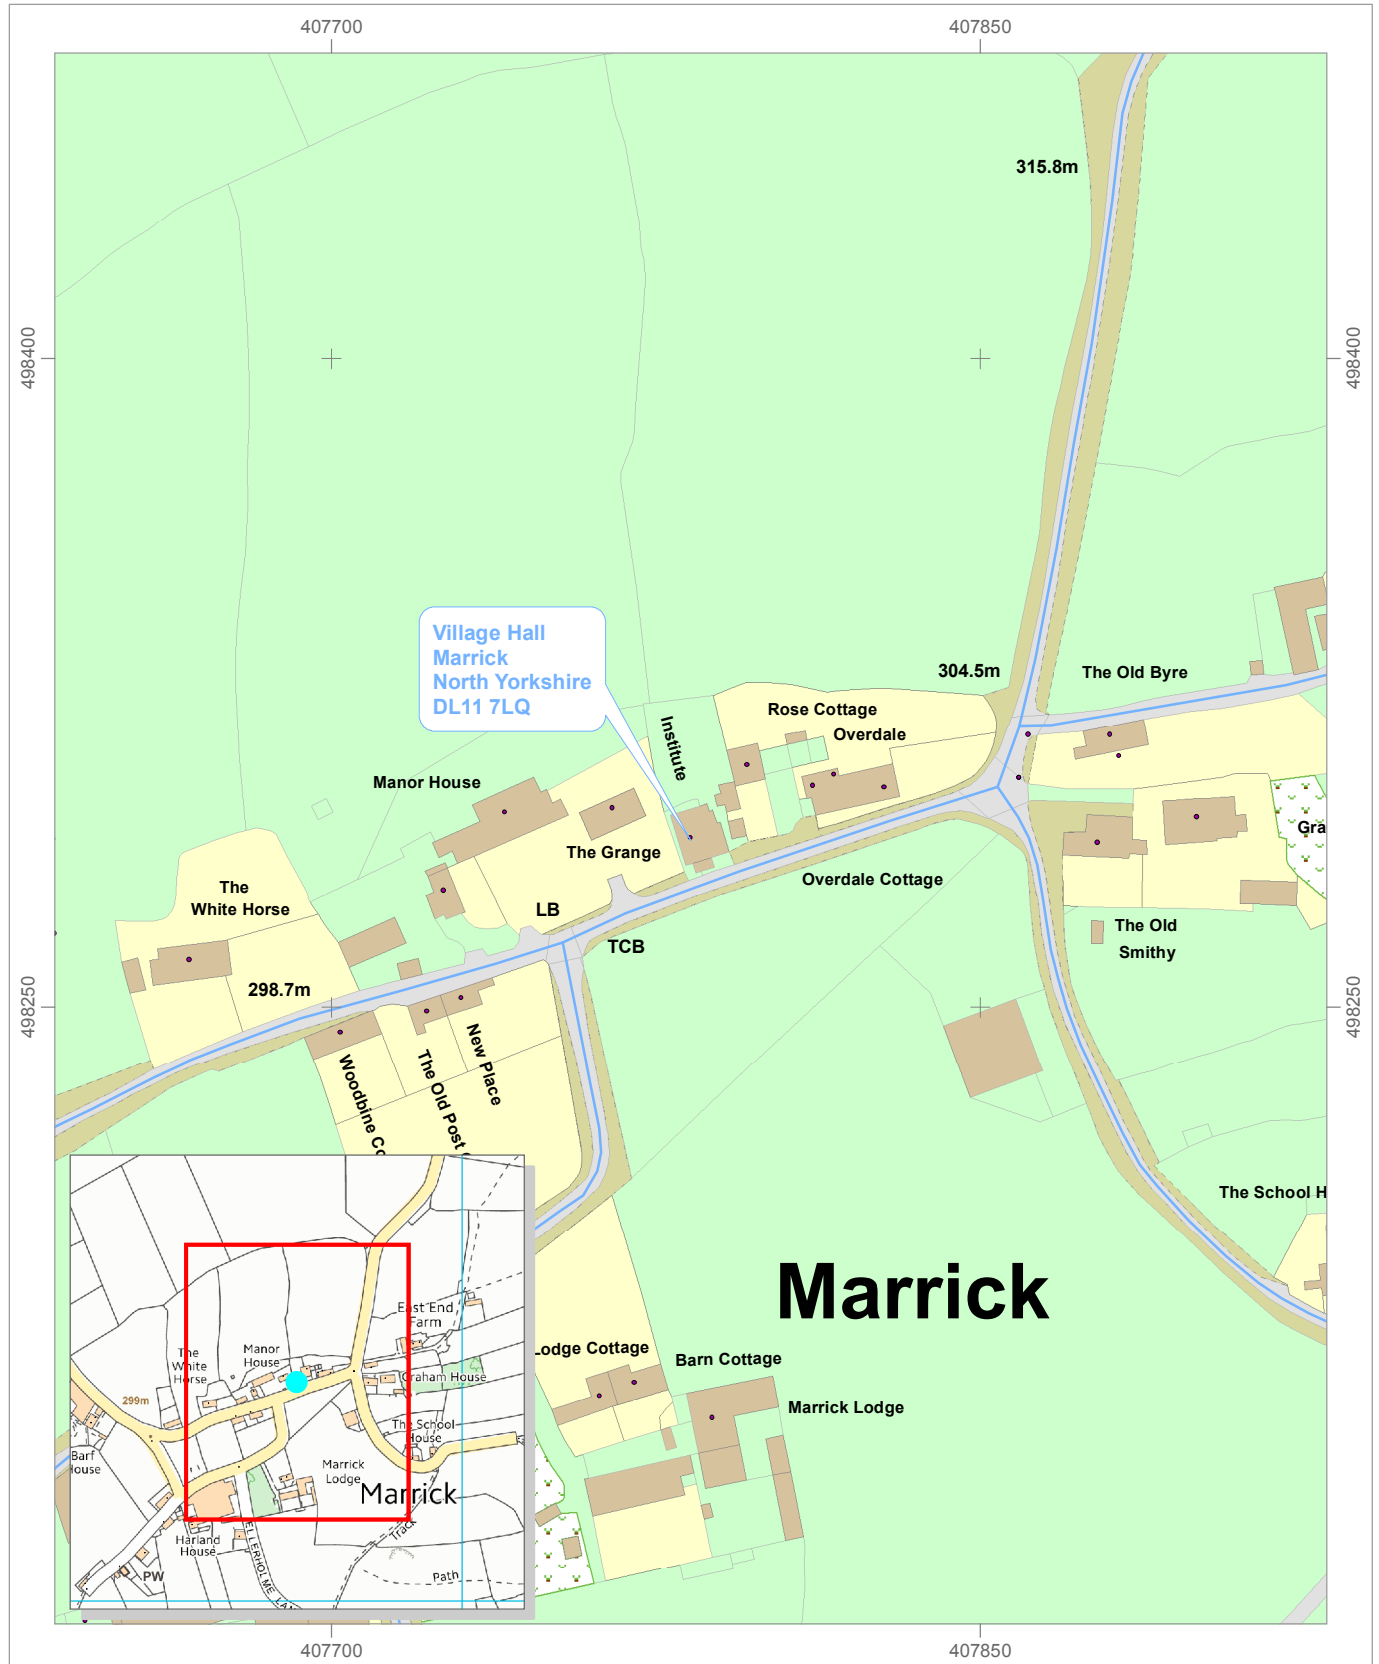 407700
407850
315.8m
498400
498400
Village Hall
Marrick
North Yorkshire
DL11 7LQ
304.5m
The Old Byre
Rose Cottage
Overdale
Institute
Manor House
The Grange
Gra
The
White Horse
Overdale Cottage
LB
TCB
The Old
Smithy
298.7m
498250
498250
New Place
The Old Post
Woodbine Co
The School H
Marrick
Lodge Cottage
Barn Cottage
Marrick Lodge
East End
Farm
The
White
Horse
Manor
House
Graham House
299m
The School
House
Barf
House
Marrick
Lodge
Marrick
Harland
House
Track
ELLERHOLME LAN
PW
Path
407700
407850